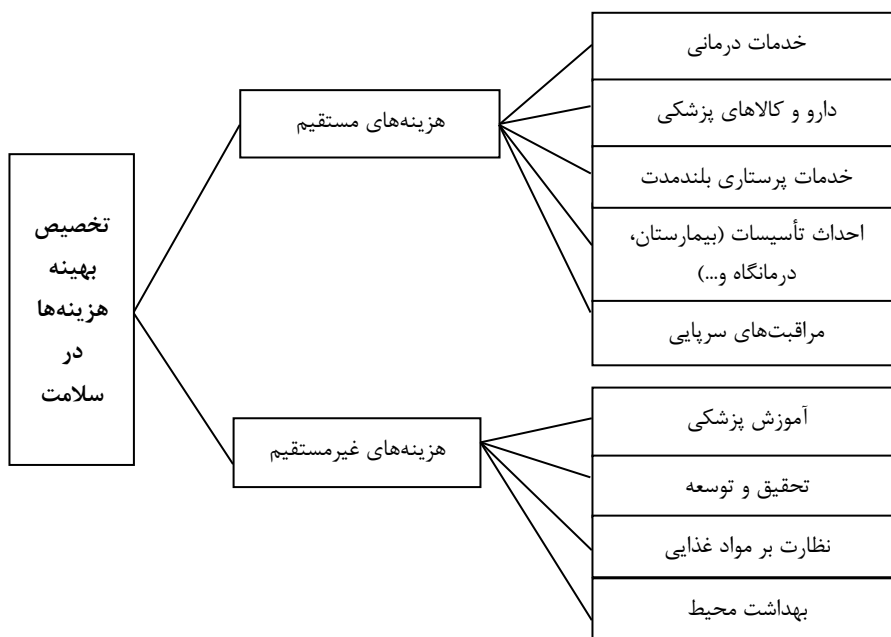 تخصیص
بهینه
هزینه‌ها
در
سلامت
هزینه‌های مستقیم
خدمات درمانی
دارو و کالاهای پزشکی
خدمات پرستاری بلندمدت
احداث تأسیسات (بیمارستان،
درمانگاه و...)
مراقبت‌های سرپایی
هزینه‌های غیرمستقیم
آموزش پزشکی
تحقیق و توسعه
نظارت بر مواد غذایی
بهداشت محیط